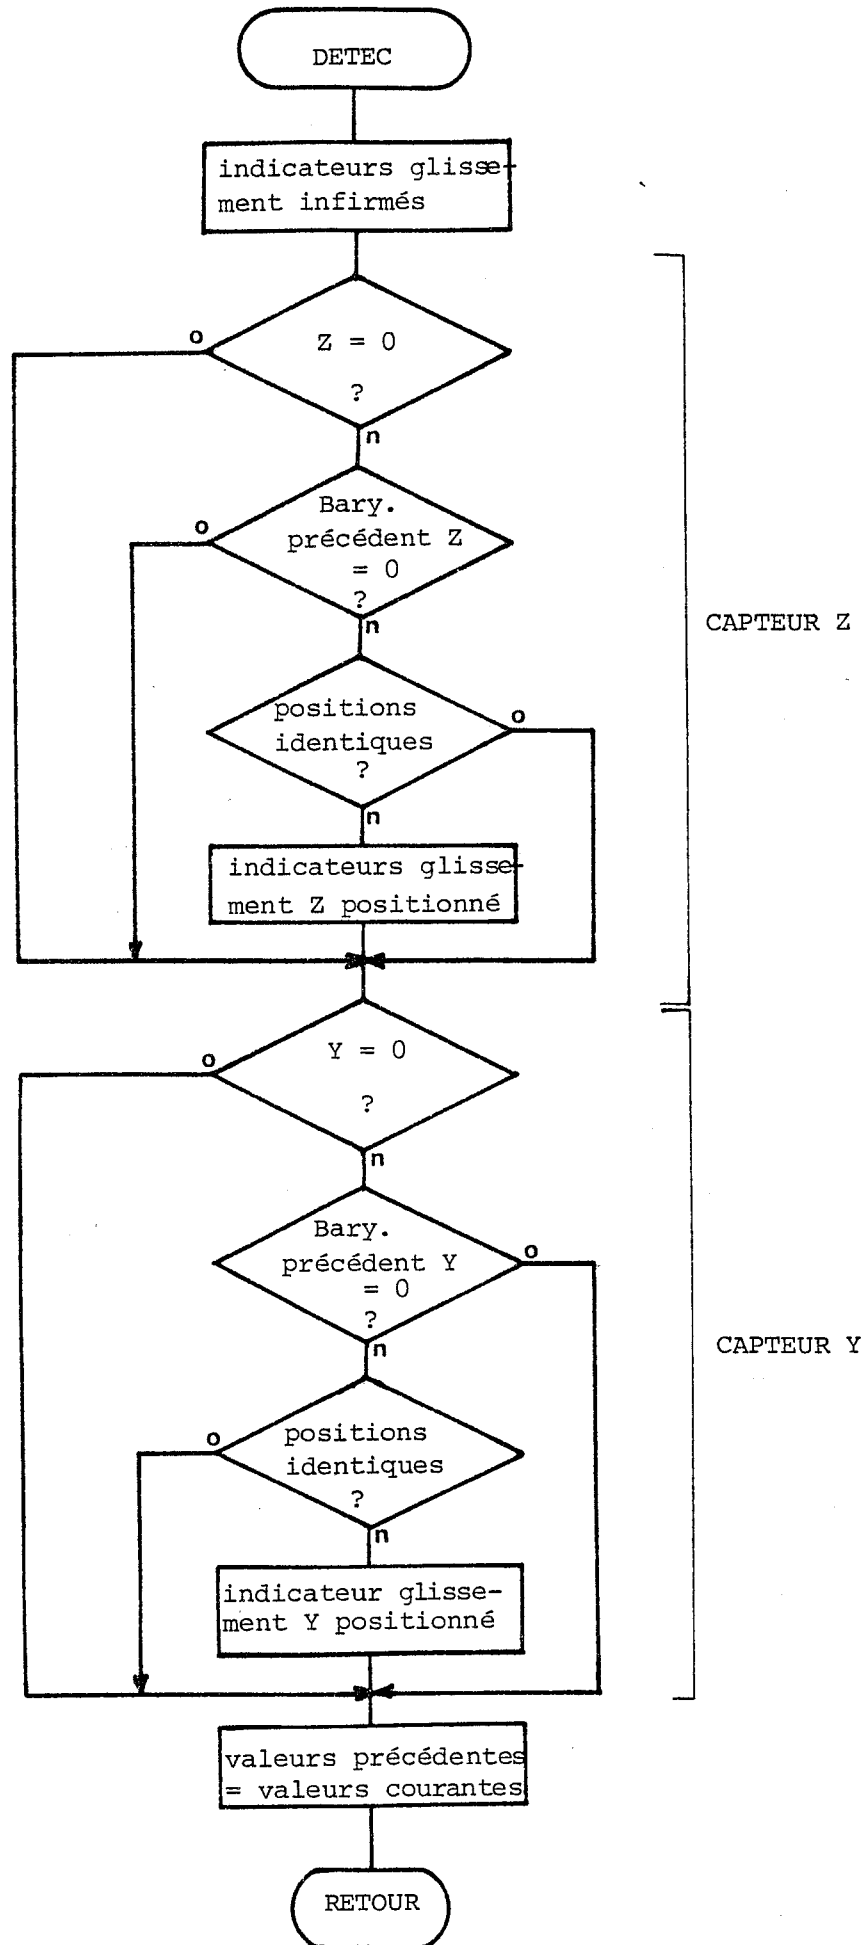 DETEC
indicateurs glisse-
ment infirmés
o
Z = 0
?
n
Bary.
o
précédent Z
= 0
?
n
CAPTEUR Z
positions
o
identiques
?
n
indicateurs glisse-
ment Z positionné
Y = 0
o
?
n
Bary.
o
précédent Y
= 0
?
n
CAPTEUR Y
positions
o
identiques
?
n
indicateur glisse-
ment Y positionné
valeurs précédentes
= valeurs courantes
RETOUR